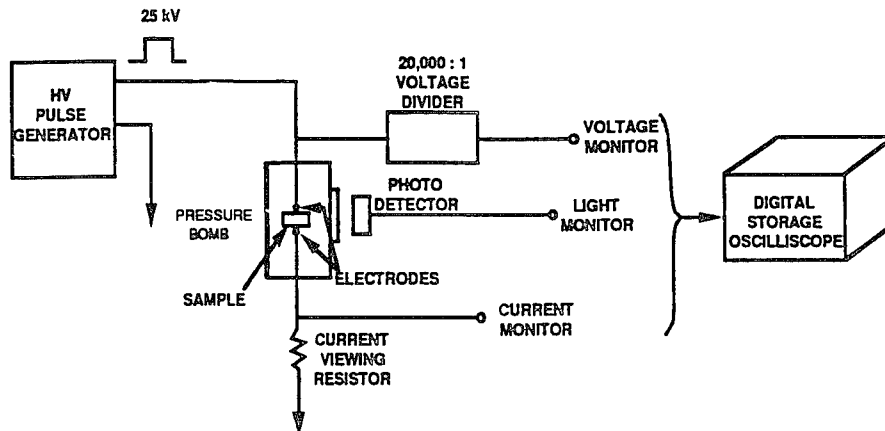 25 kV
HV
PULSE
GENERATOR
20,000 : 1
VOLTAGE
DIVIDER
VOLTAGE
MONITOR
PHOTO
DETECTOR
LIGHT
MONITOR
PRESSURE
BOMB
DIGITAL
STORAGE
OSCILLISCOPE
ELECTRODES
SAMPLE
CURRENT
MONITOR
CURRENT
VIEWING
RESISTOR